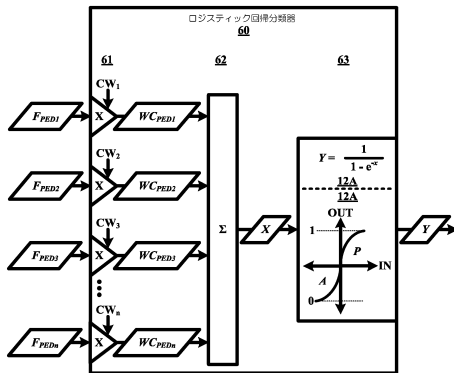 ロジスティック回帰分類器
60
61
62
63
CW1
FPED1
X
WCPED1
CW2
FPED2
X
WCPED2
CW3
FPED3
X
WCPED3
CWn
FPEDn
X
WCPEDn
Σ
X
Y = 1 / 1 - e-x
12A
12A
OUT
1
P
IN
A
0
Y